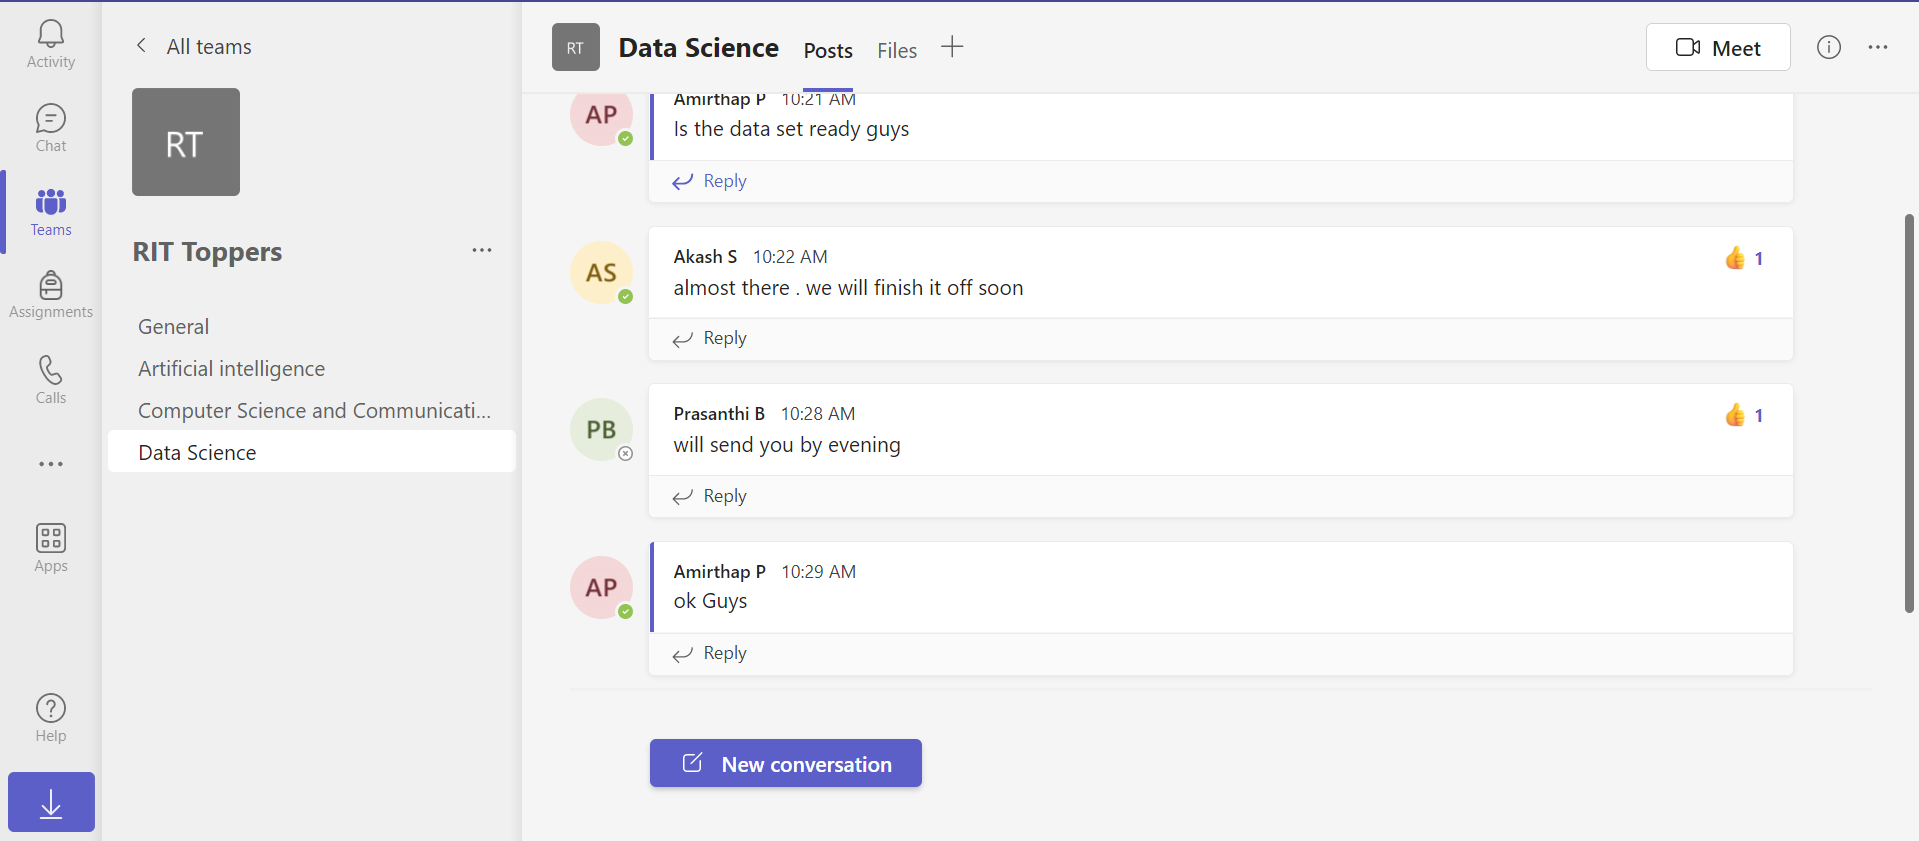 Activity
Chat
Teams
Assignments
Calls
Apps
Help
All teams
RT
RIT Toppers
General
Artificial intelligence
Computer Science and Communicati...
Data Science
RT
Data Science
Posts
Files
Meet
AP
Amirthap P 10:21 AM
Is the data set ready guys
Reply
AS
Akash S 10:22 AM
👍 1
almost there . we will finish it off soon
Reply
PB
Prasanthi B 10:28 AM
👍 1
will send you by evening
Reply
AP
Amirthap P 10:29 AM
ok Guys
Reply
New conversation